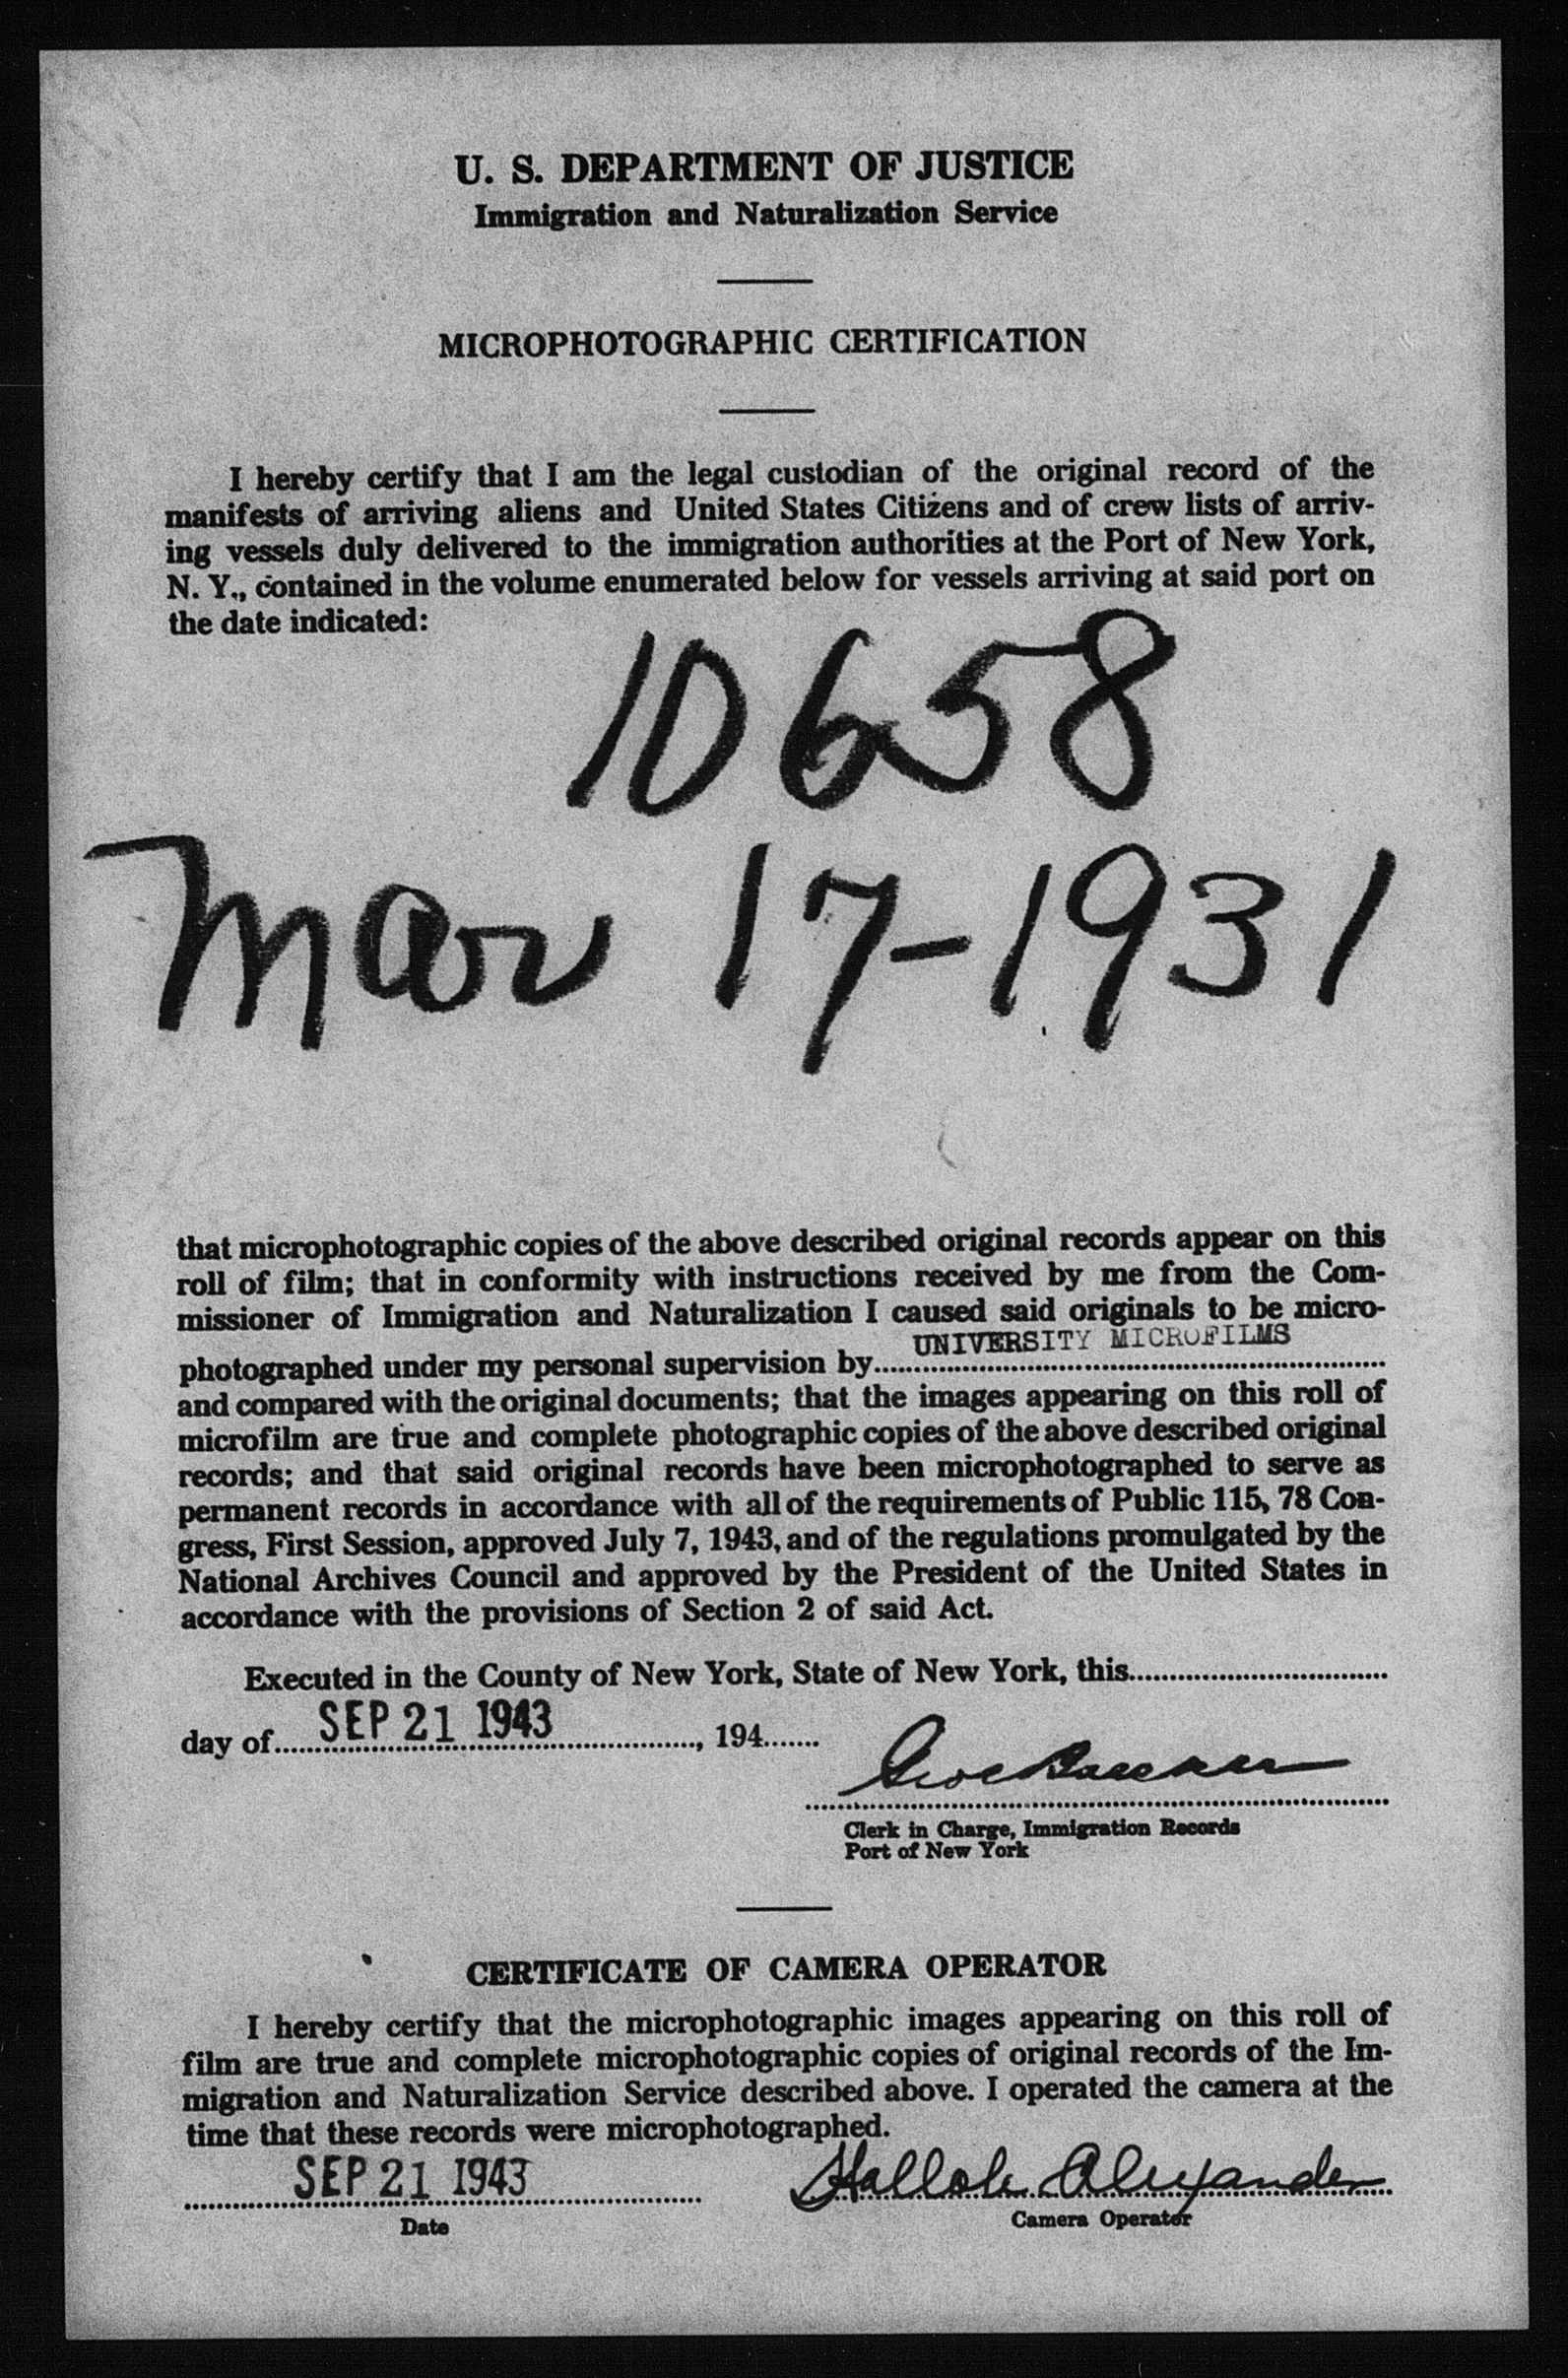 U. S. DEPARTMENT OF JUSTICE
Immigration and Naturalization Service
MICROPHOTOGRAPHIC CERTIFICATION
I hereby certify that I am the legal custodian of the original record of the
manifests of arriving aliens and United States Citizens and of crew lists of arriv-
ing vessels duly delivered to the immigration authorities at the Port of New York,
N. Y., contained in the volume enumerated below for vessels arriving at said port on
the date indicated:
10658
Mar 17-1931
that microphotographic copies of the above described original records appear on this
roll of film; that in conformity with instructions received by me from the Com-
missioner of Immigration and Naturalization I caused said originals to be micro-
UNIVERSITY MICROFILMS
photographed under my personal supervision by
and compared with the original documents; that the images appearing on this roll of
microfilm are true and complete photographic copies of the above described original
records; and that said original records have been microphotographed to serve as
permanent records in accordance with all of the requirements of Public 115, 78 Con-
gress, First Session, approved July 7, 1943, and of the regulations promulgated by the
National Archives Council and approved by the President of the United States in
accordance with the provisions of Section 2 of said Act.
Executed in the County of New York, State of New York, this
day of SEP 21 1943, 194
Clerk in Charge, Immigration Records
Port of New York
CERTIFICATE OF CAMERA OPERATOR
I hereby certify that the microphotographic images appearing on this roll of
film are true and complete microphotographic copies of original records of the Im-
migration and Naturalization Service described above. I operated the camera at the
time that these records were microphotographed.
SEP 21 1943 Alexander
Date
Camera Operator